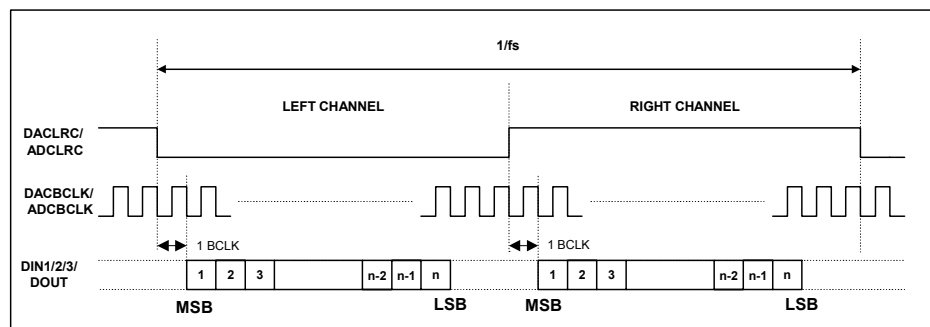 1/fs
LEFT CHANNEL
RIGHT CHANNEL
DACLRC/
ADCLRC
DACBCLK/
ADCBCLK
1 BCLK
1 BCLK
DIN1/2/3/
DOUT
1 2 3 n-2 n-1 n
1 2 3 n-2 n-1 n
MSB
LSB
MSB
LSB